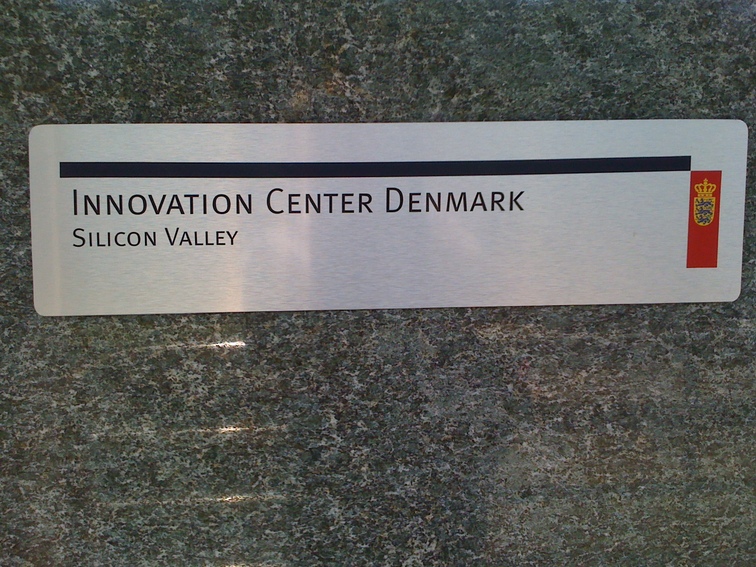 Innovation Center Denmark
Silicon Valley